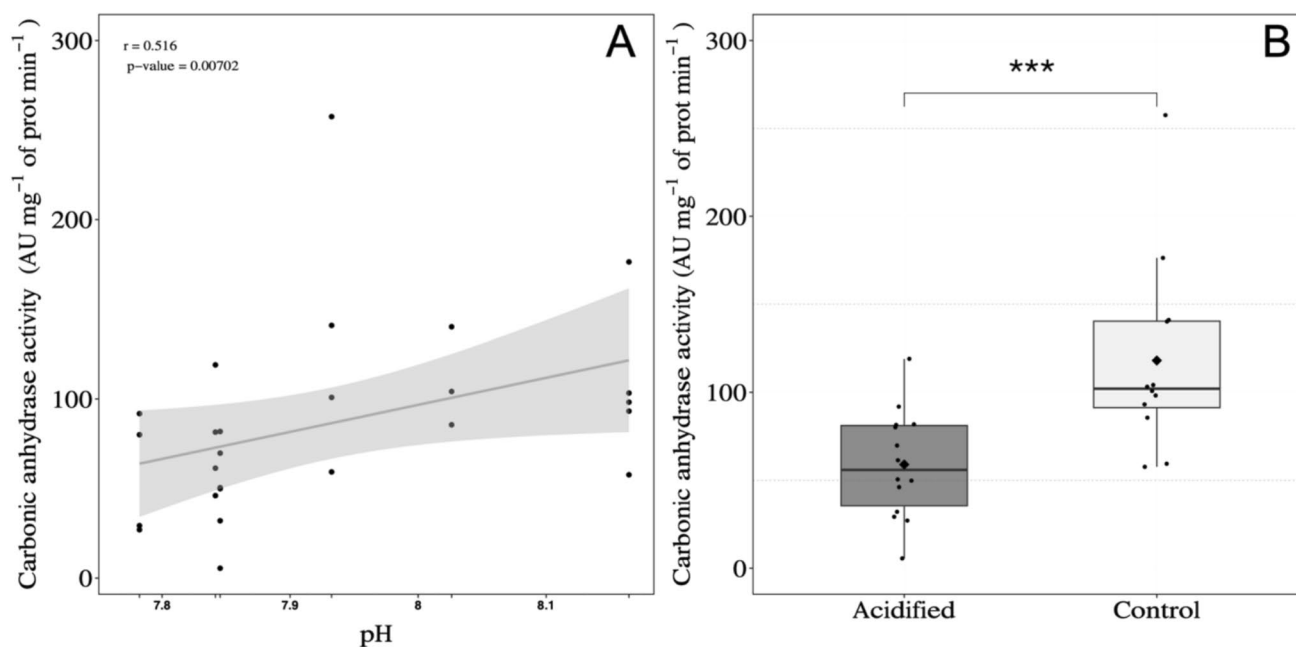 A
r = 0.516
p-value = 0.00702
Carbonic anhydrase activity (AU mg⁻¹ of prot min⁻¹)
300
200
100
0
7.8 7.9 8 8.1
pH
B
***
Carbonic anhydrase activity (AU mg⁻¹ of prot min⁻¹)
300
200
100
0
Acidified Control